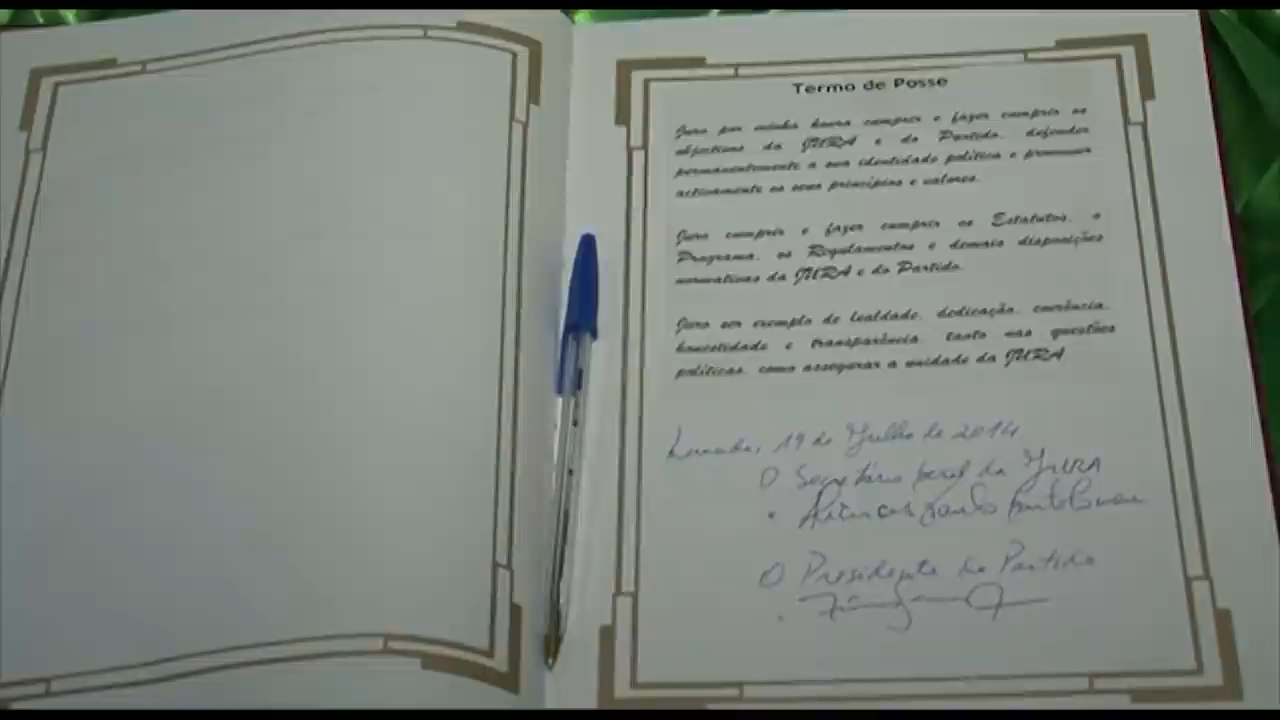 Termo de Posse
Juro por minha honra cumprir e fazer cumprir os
objectivos da JURA e do Partido, defender
permanentemente a sua identidade política e promover
activamente os seus princípios e valores.
Juro cumprir e fazer cumprir os Estatutos, o
Programa, os Regulamentos e demais disposições
normativas da JURA e do Partido.
Juro ser exemplo de lealdade, dedicação, coerência,
honestidade e transparência, tanto nas questões
políticas, como assegurar a unidade da JURA
Luanda, 19 de Julho de 2014
O Secretário Geral da JURA
O Presidente do Partido